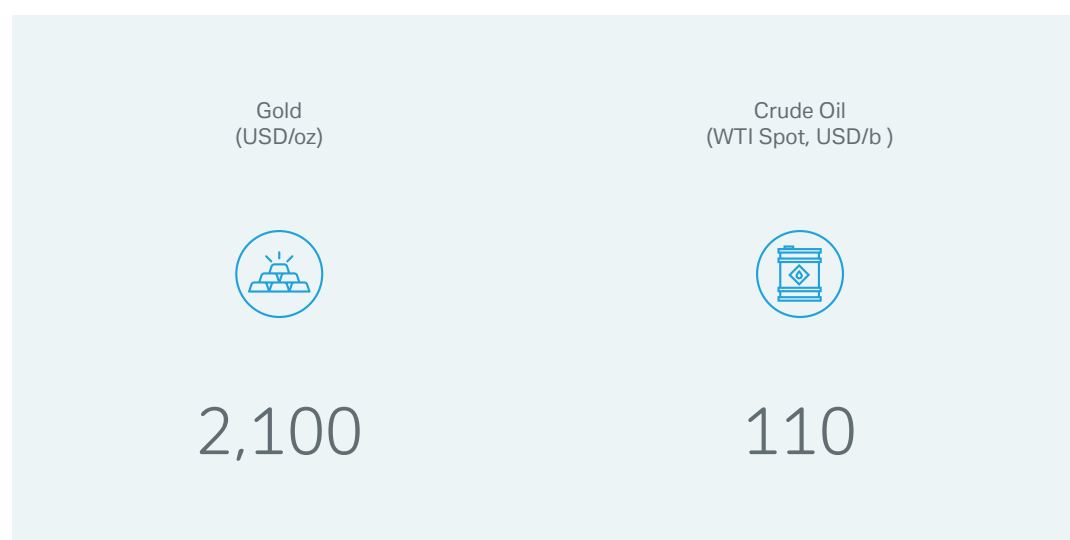 Gold
(USD/oz)
Crude Oil
(WTI Spot, USD/b )
2,100
110